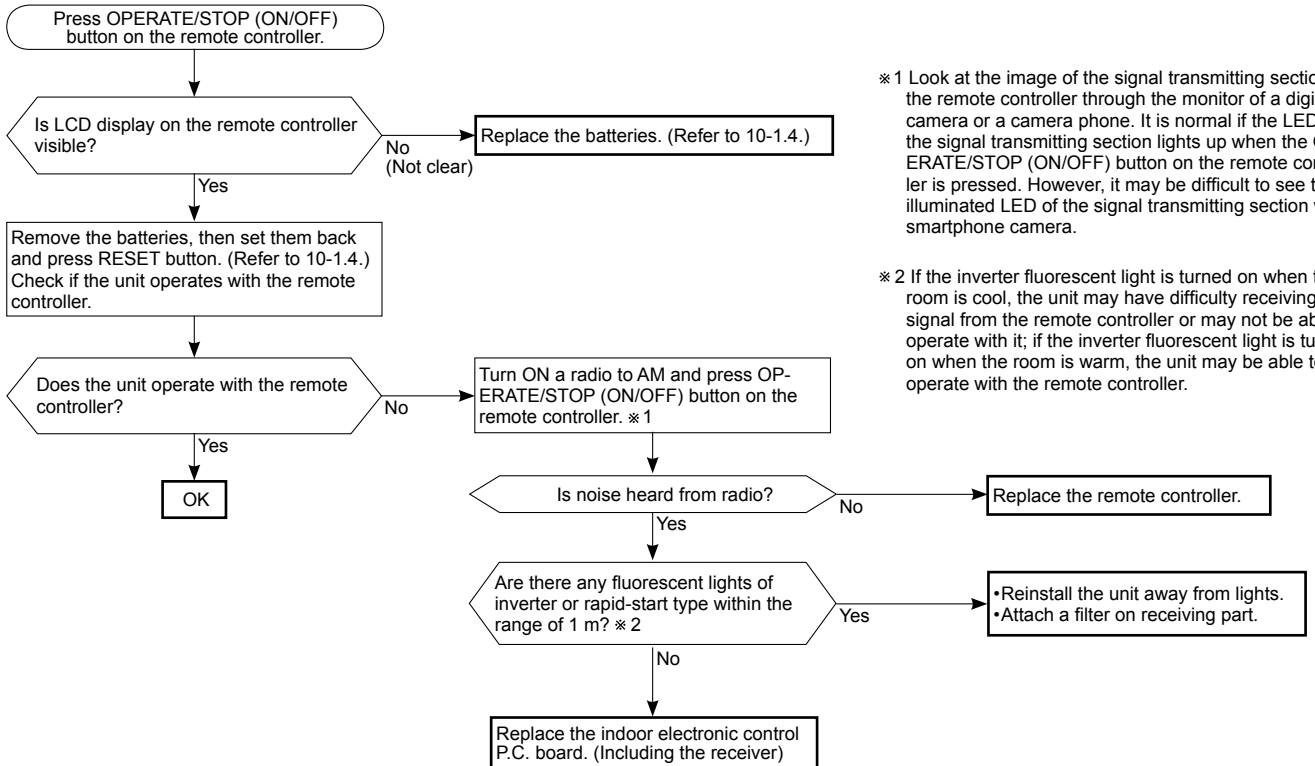 Press OPERATE/STOP (ON/OFF)
button on the remote controller.
Is LCD display on the remote controller
visible?
No
(Not clear)
Replace the batteries. (Refer to 10-1.4.)
Yes
Remove the batteries, then set them back
and press RESET button. (Refer to 10-1.4.)
Check if the unit operates with the remote
controller.
Does the unit operate with the remote
controller?
No
Yes
OK
Turn ON a radio to AM and press OP-
ERATE/STOP (ON/OFF) button on the
remote controller. ※1
Is noise heard from radio?
No
Replace the remote controller.
Yes
Are there any fluorescent lights of
inverter or rapid-start type within the
range of 1 m? ※2
Yes
•Reinstall the unit away from lights.
•Attach a filter on receiving part.
No
Replace the indoor electronic control
P.C. board. (Including the receiver)
※1 Look at the image of the signal transmitting
the remote controller through the monitor of a
camera or a camera phone. It is normal if the LED
the signal transmitting section lights up when the
ERATE/STOP (ON/OFF) button on the remote
ler is pressed. However, it may be difficult to see
illuminated LED of the signal transmitting section
smartphone camera.
※2 If the inverter fluorescent light is turned on when
room is cool, the unit may have difficulty receiving
signal from the remote controller or may not be
operate with it; if the inverter fluorescent light is
on when the room is warm, the unit may be able
operate with the remote controller.